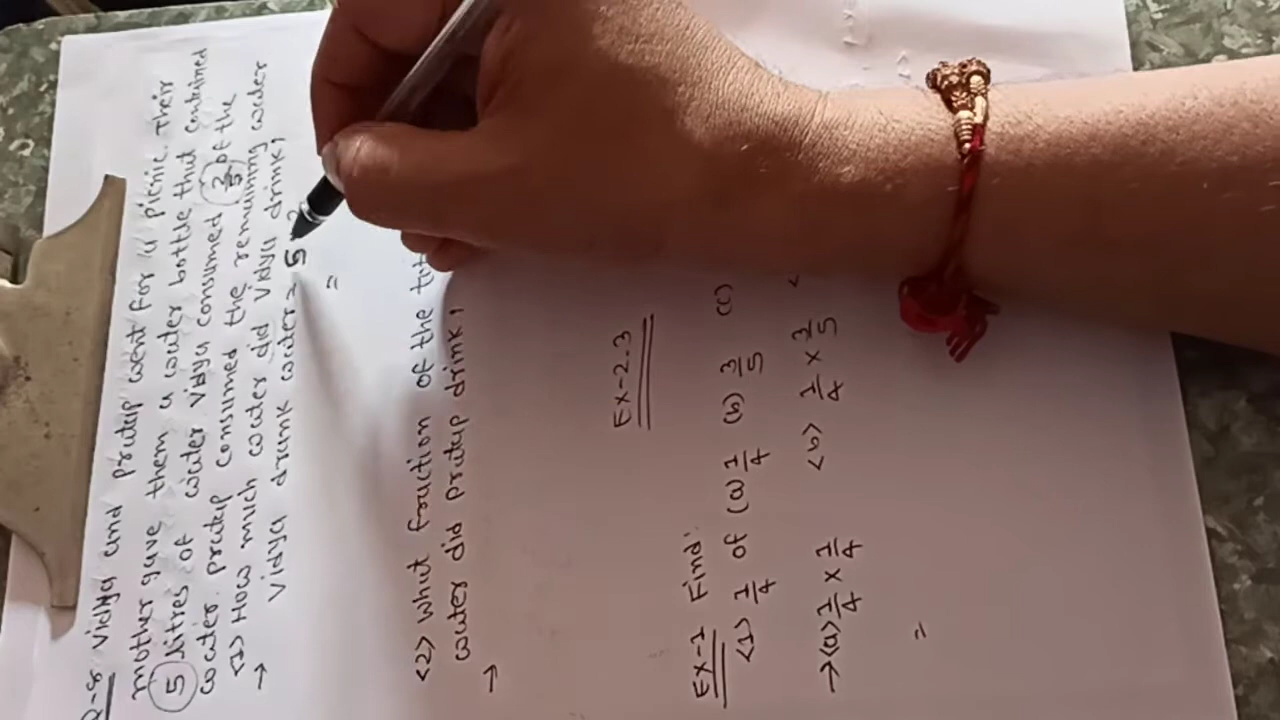 Q-8 Vidya and pratap went for a picnic. Their
mother gave them a water bottle that contained
5 litres of water. Vidya consumed 2/5 of the
water. pratap consumed the remaining water
<1> How much water did Vidya drink,
→ Vidya drank water = 5
=
<2> What fraction of the
water did pratap drink,
→
Ex-2.3
Ex-1 Find:
<1> 1/4 of (a) 1/4 (b) 3/5 (c)
→ (a) 1/4 × 1/4 <b> 1/4 × 3/5 <
=